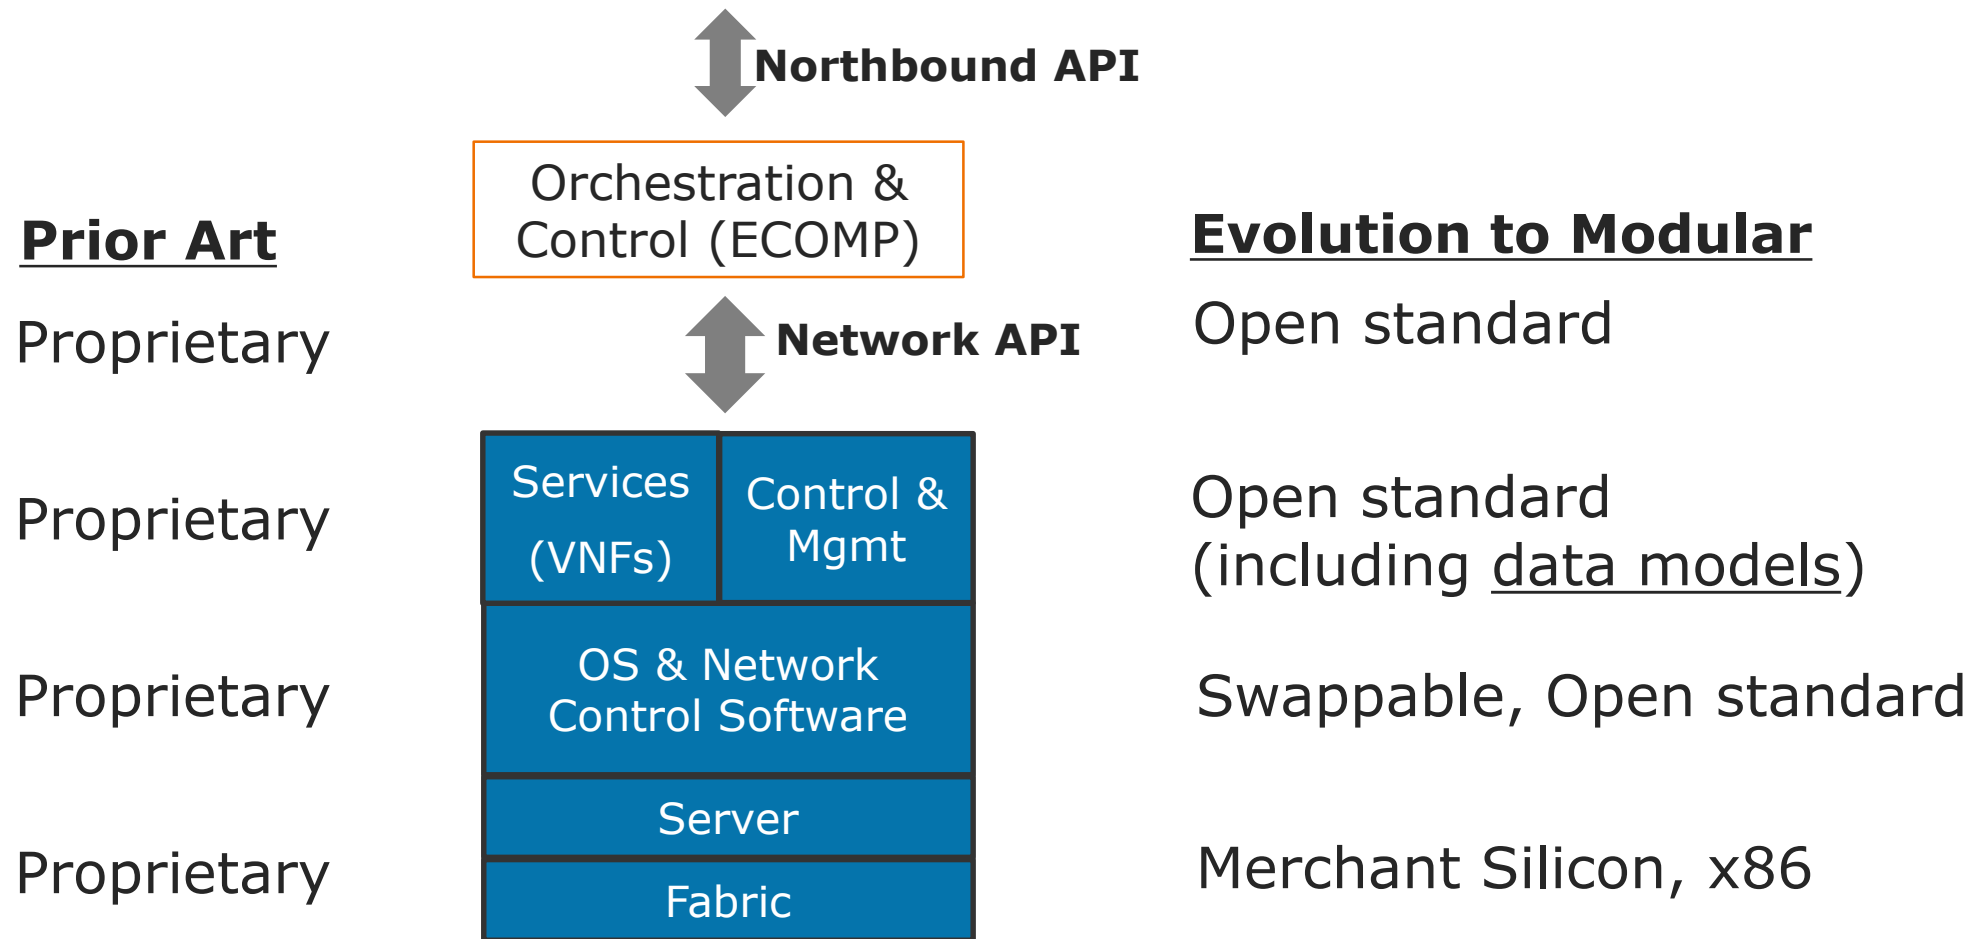 Northbound API
Orchestration &
Control (ECOMP)
Prior Art
Evolution to Modular
Proprietary
Network API
Open standard
Proprietary
Services
(VNFs)
Control &
Mgmt
Open standard
(including data models)
Proprietary
OS & Network
Control Software
Swappable, Open standard
Server
Proprietary
Fabric
Merchant Silicon, x86